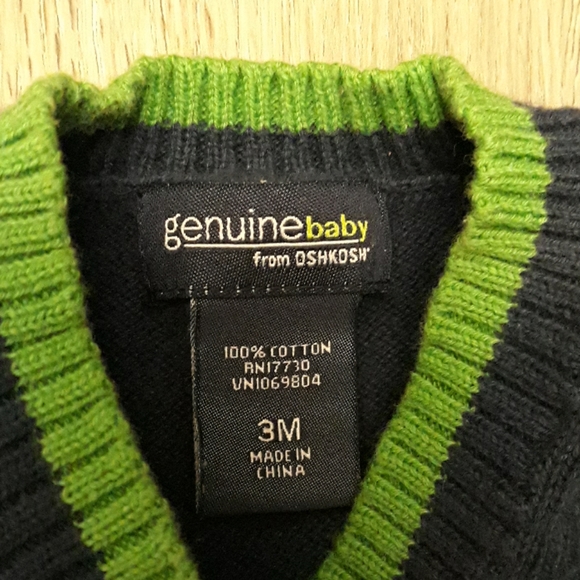 genuinebaby
from OSHKOSH
100% COTTON
RN17730
VN1069804
3M
MADE IN
CHINA